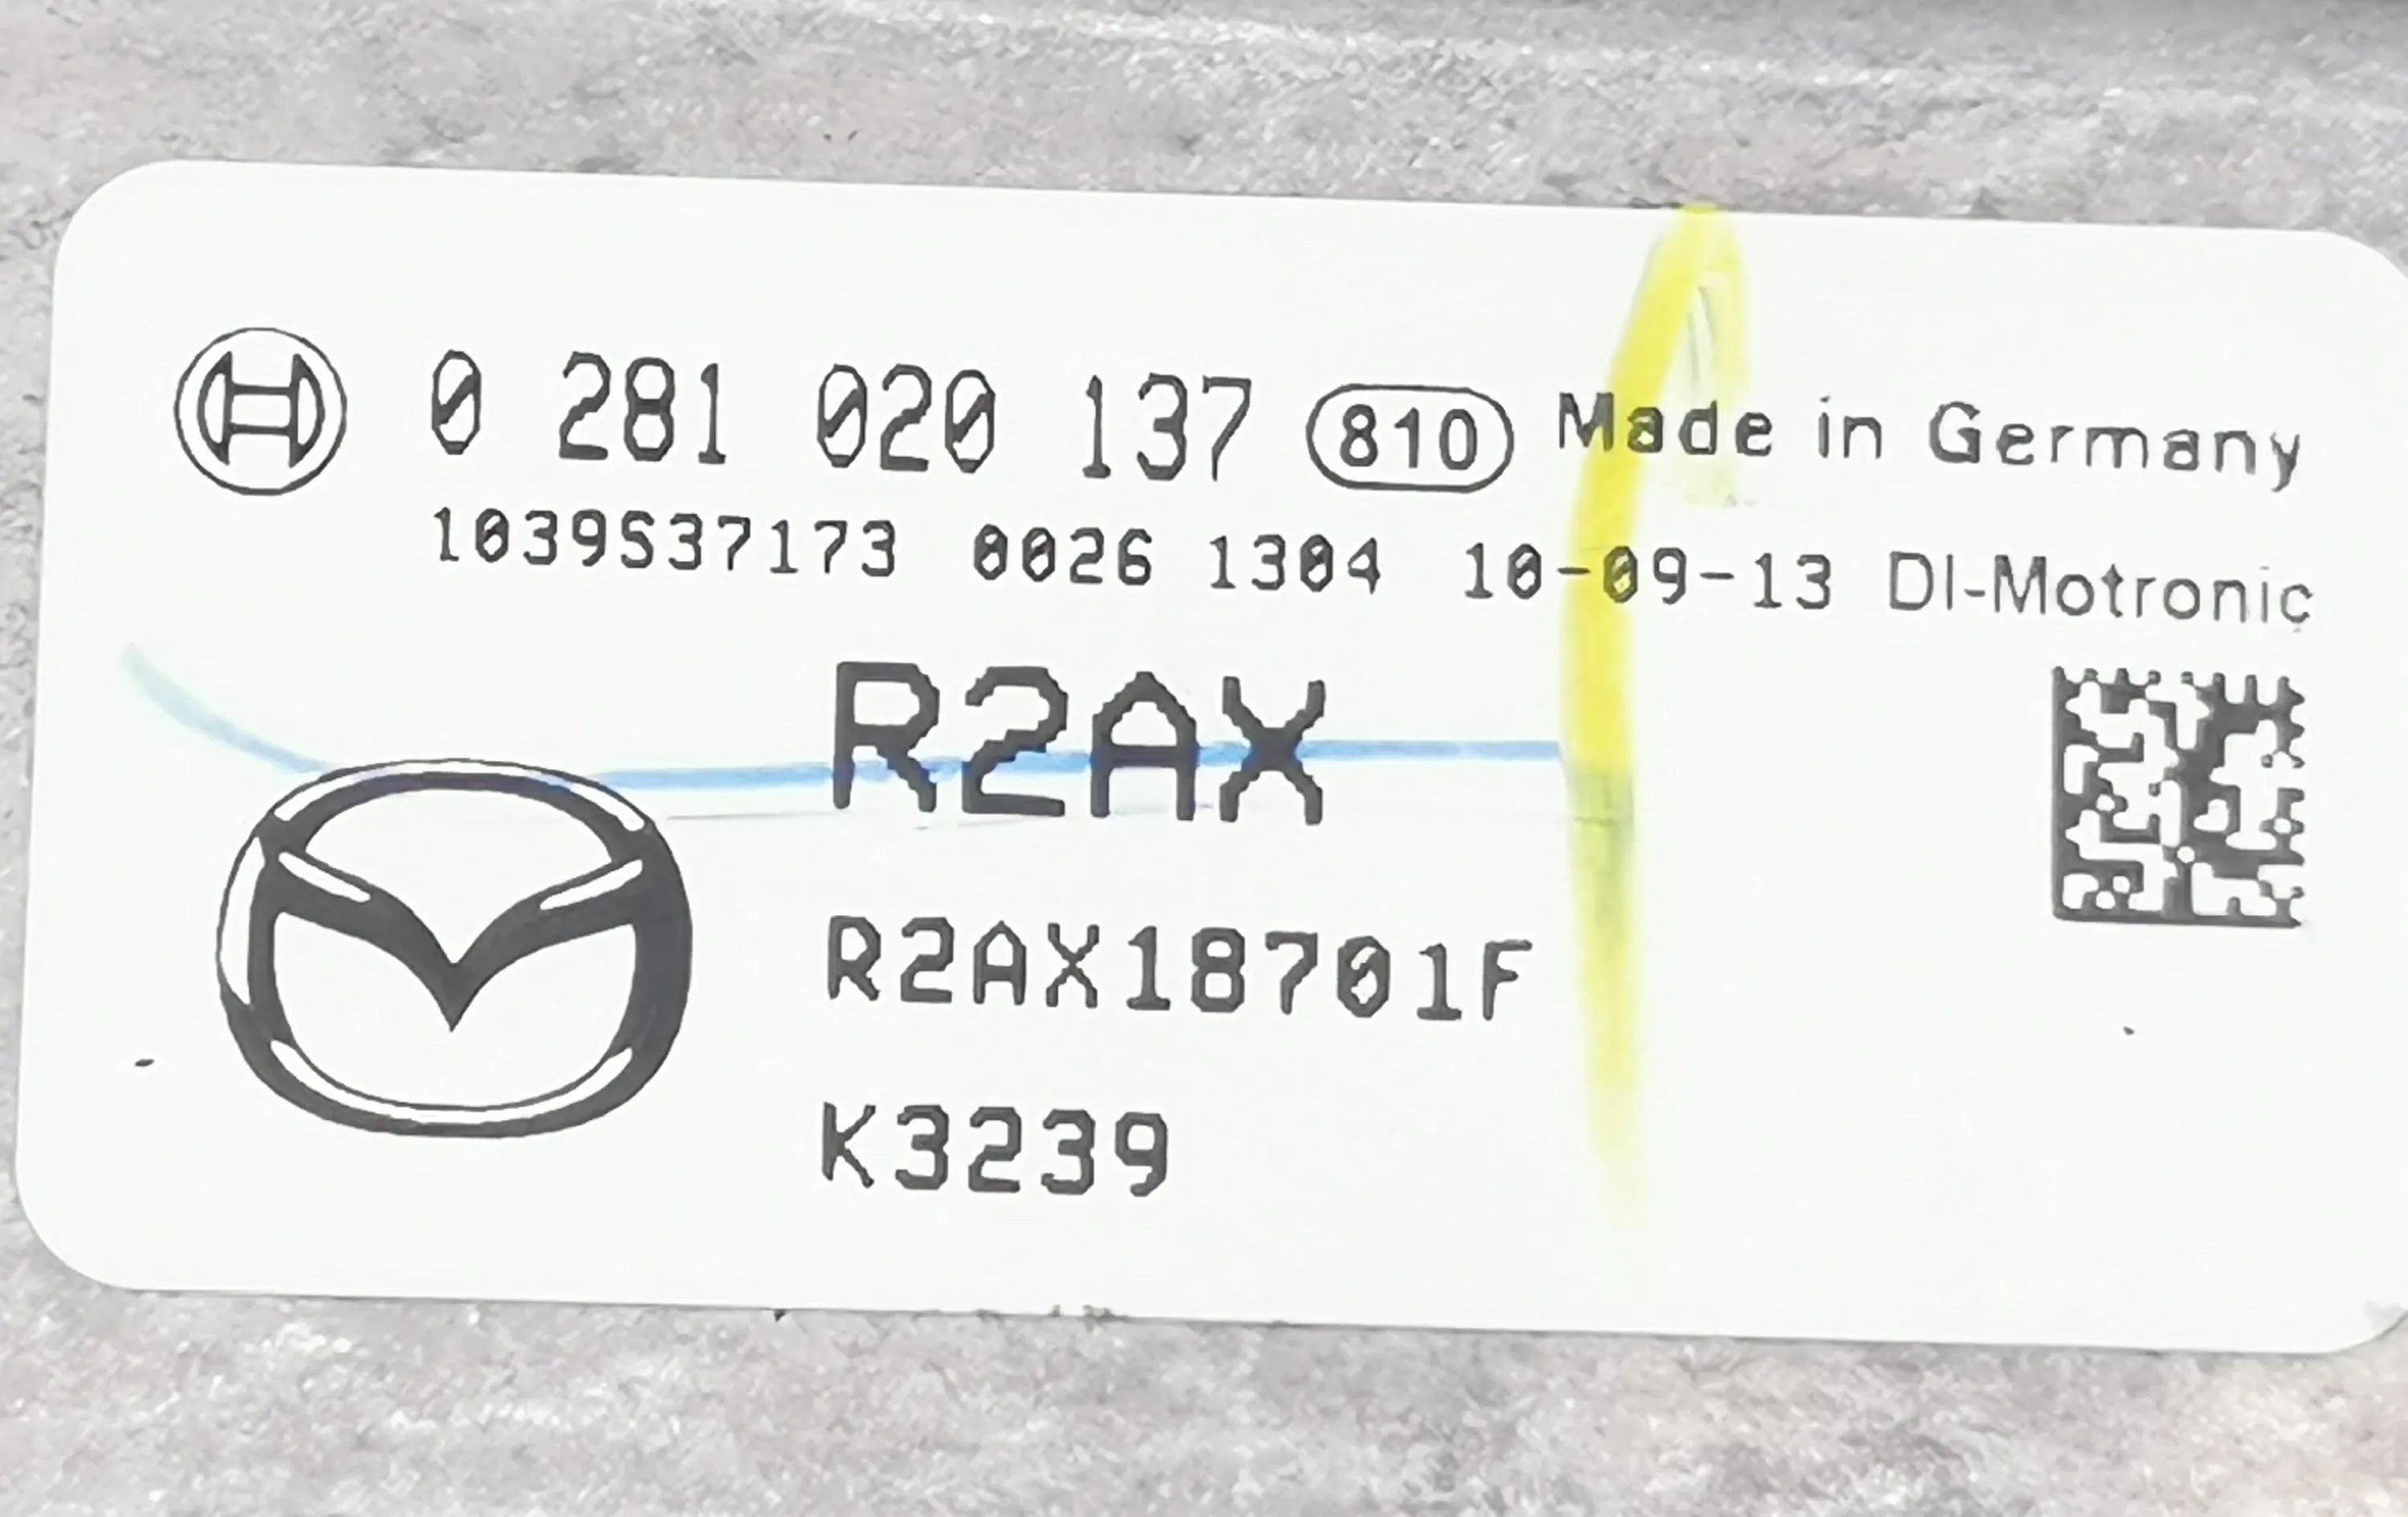 0 281 020 137 810 Made in Germany
1039S37173 0026 1304 10-09-13 DI-Motronic
R2AX
R2AX18701F
K3239